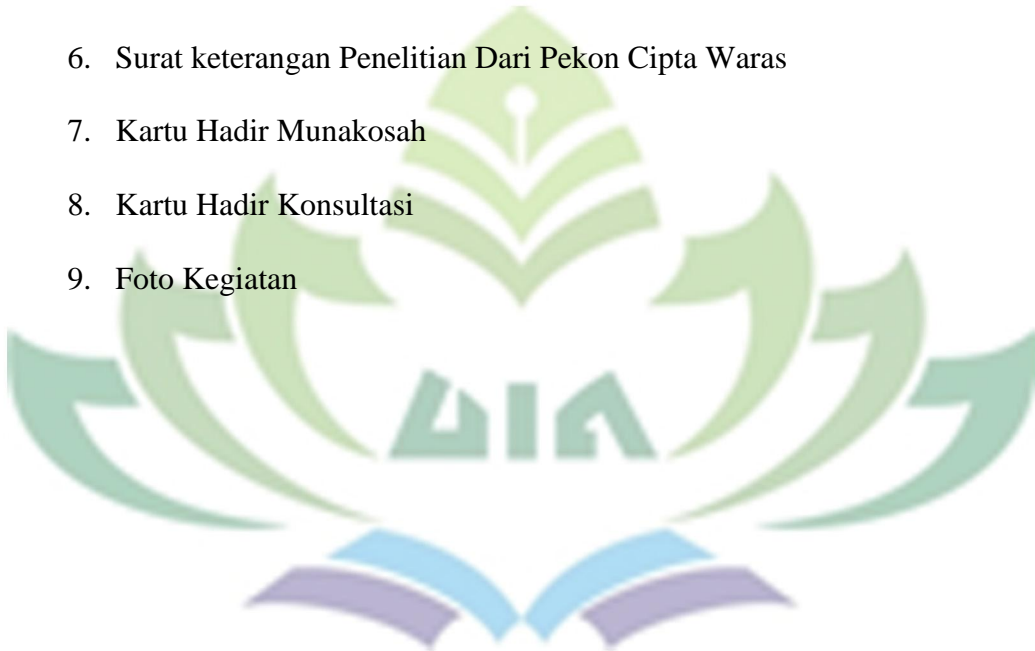 6. Surat keterangan Penelitian Dari Pekon Cipta Waras
7. Kartu Hadir Munakosah
8. Kartu Hadir Konsultasi
9. Foto Kegiatan
UIN